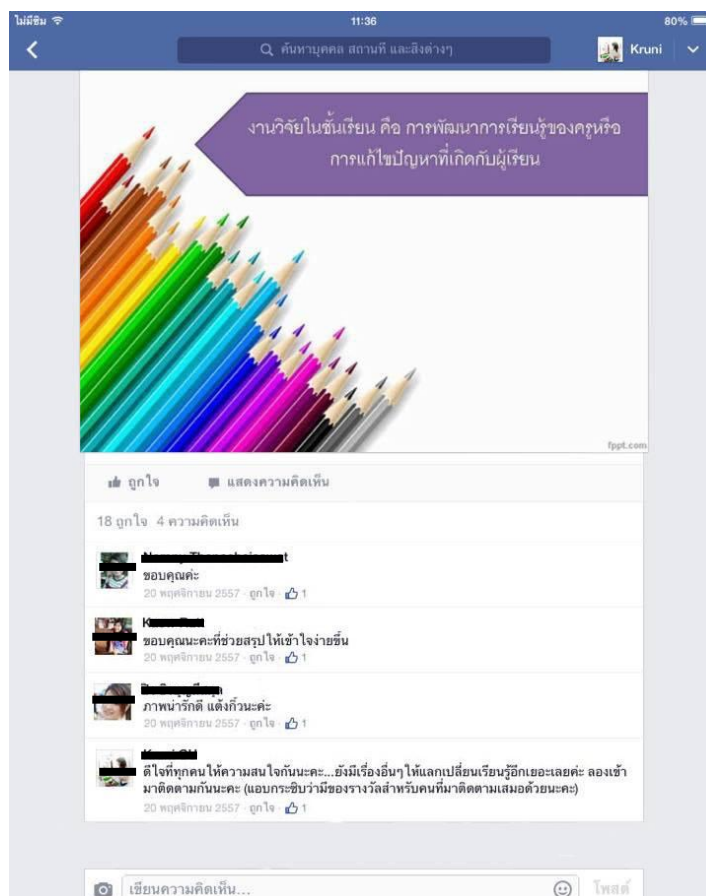 ไม่มีซิม
11:36
80%
ค้นหาบุคคล สถานที่ และสิ่งต่างๆ
Kruni
งานวิจัยในชั้นเรียน คือ การพัฒนาการเรียนรู้ของครูหรือ
การแก้ไขปัญหาที่เกิดกับผู้เรียน
fppt.com
ถูกใจ
แสดงความคิดเห็น
18 ถูกใจ 4 ความคิดเห็น
ขอบคุณค่ะ
20 พฤศจิกายน 2557 · ถูกใจ · 1
ขอบคุณนะคะที่ช่วยสรุปให้เข้าใจง่ายขึ้น
20 พฤศจิกายน 2557 · ถูกใจ · 1
ภาพน่ารักดี แต้งกิ้วนะค่ะ
20 พฤศจิกายน 2557 · ถูกใจ · 1
ดีใจที่ทุกคนให้ความสนใจกันนะคะ...ยังมีเรื่องอื่นๆ ให้แลกเปลี่ยนเรียนรู้อีกเยอะเลยค่ะ ลองเข้า
มาติดตามกันนะคะ (แอบกระซิบว่ามีของรางวัลสำหรับคนที่มาติดตามเสมอด้วยนะคะ)
20 พฤศจิกายน 2557 · ถูกใจ · 1
เขียนความคิดเห็น...
โพสต์